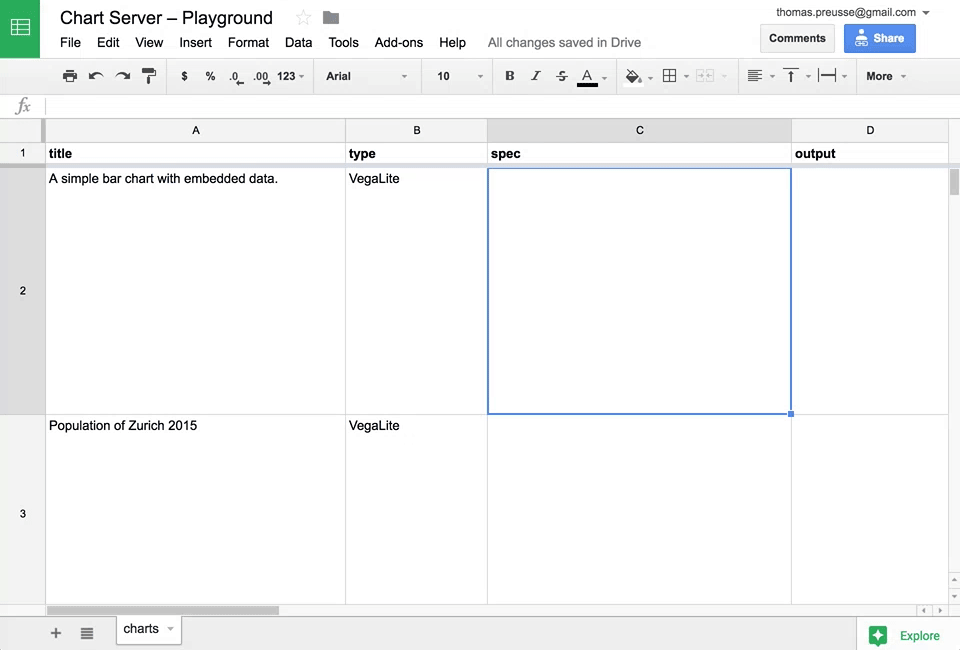 Chart Server – Playground
thomas.preusse@gmail.com
File Edit View Insert Format Data Tools Add-ons Help All changes saved in Drive
Comments
Share
$ % .0 .00 123 Arial 10 B I S A More
fx
A B C D
1 title type spec output
2 A simple bar chart with embedded data. VegaLite
3 Population of Zurich 2015 VegaLite
+ charts
Explore